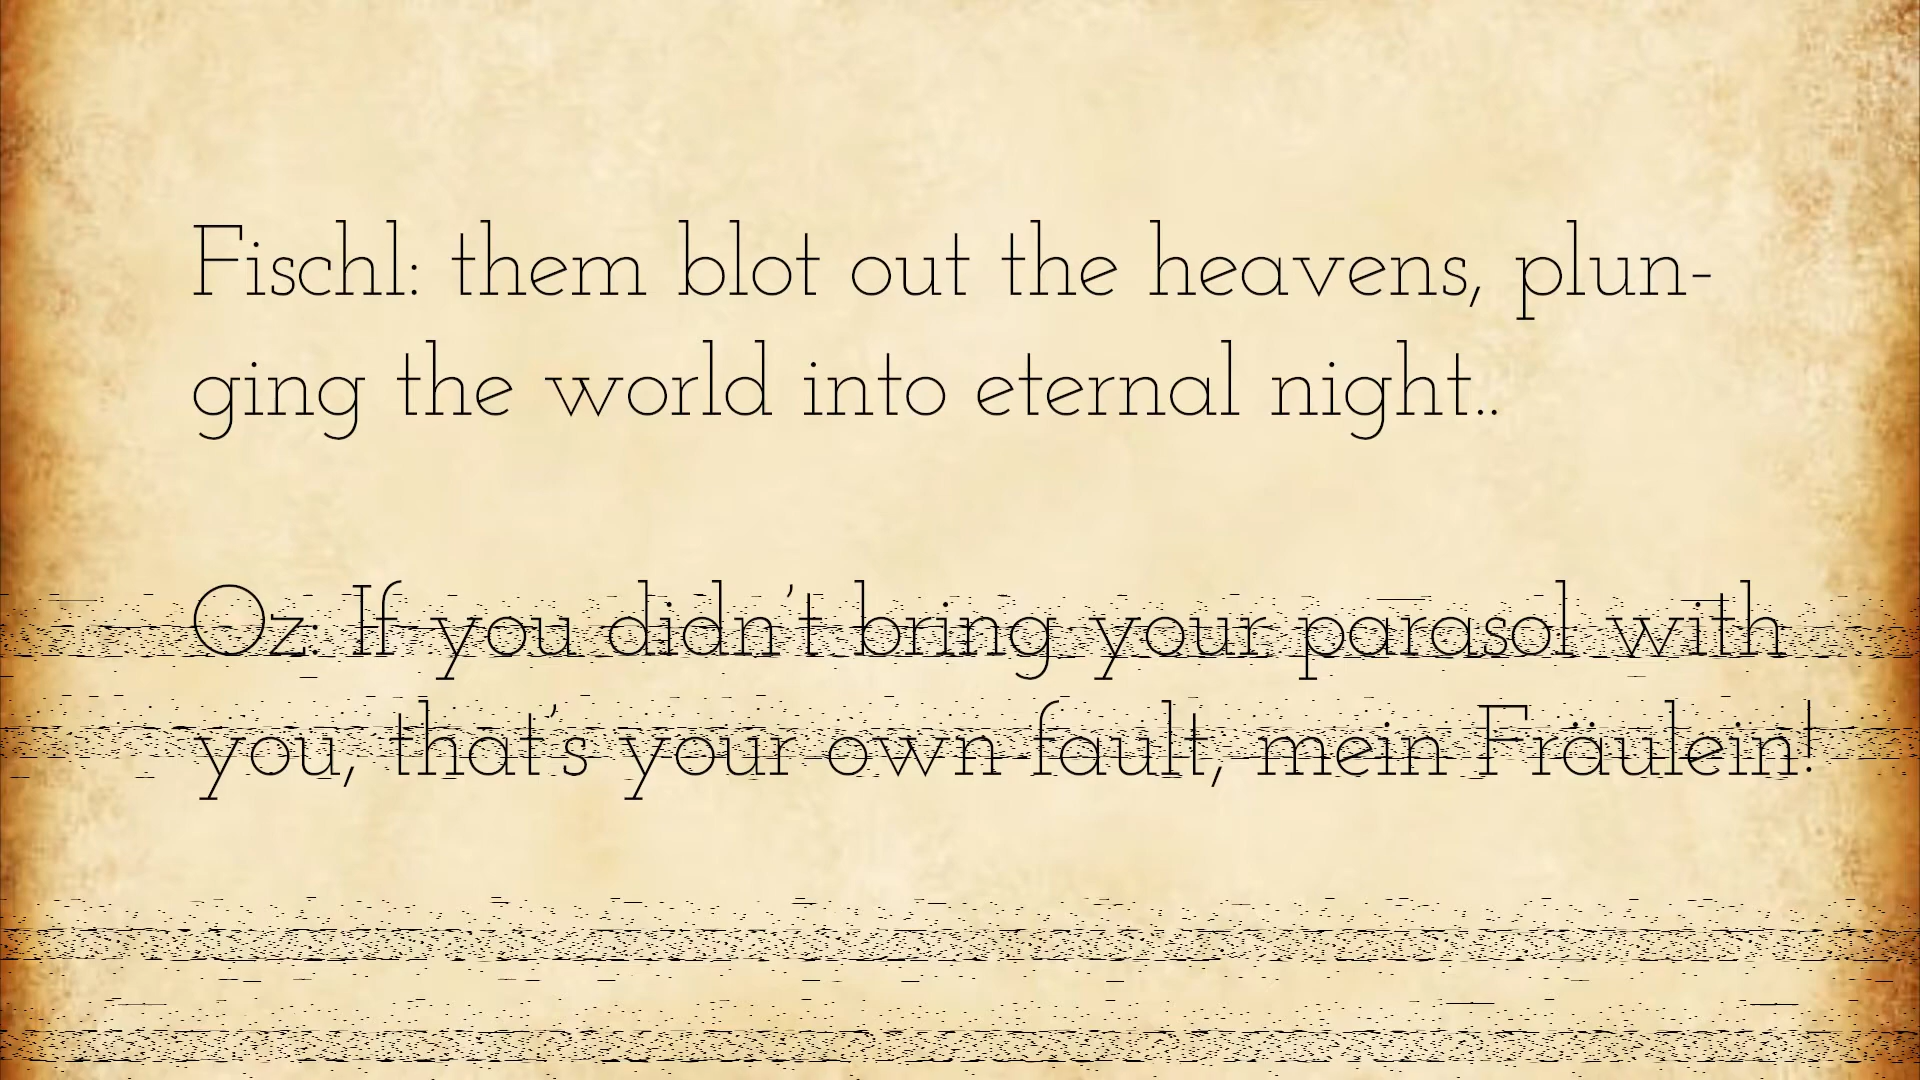 Fischl: them blot out the heavens, plun-
ging the world into eternal night..
Oz: If you didn't bring your parasol with
you, that's your own fault, mein Fräulein!